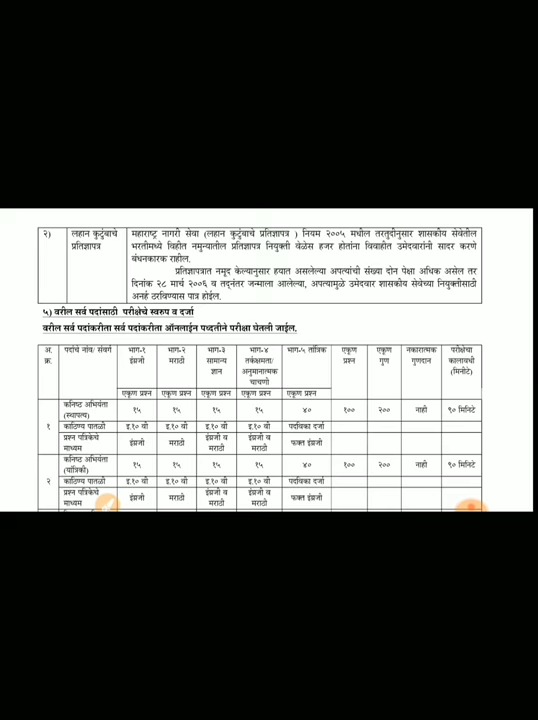 २) लहान कुटुंबाचे महाराष्ट्र नागरी सेवा (लहान कुटुंबाचे प्रतिज्ञापत्र ) नियम २००५ मधील तरतुदीनुसार शासकीय सेवेतील
प्रतिज्ञापत्र भरतीमध्ये विहीत नमुन्यातील प्रतिज्ञापत्र नियुक्ती वेळेस हजर होतांना विवाहीत उमेदवारांनी सादर करणे
बंधनकारक राहील.
प्रतिज्ञापत्रात नमूद केल्यानुसार हयात असलेल्या अपत्यांची संख्या दोन पेक्षा अधिक असेल तर
दिनांक २८ मार्च २००६ व तद्नंतर जन्माला आलेल्या, अपत्यामुळे उमेदवार शासकीय सेवेच्या नियुक्तीसाठी
अनर्ह ठरविण्यास पात्र होईल.
५) वरील सर्व पदांसाठी परीक्षेचे स्वरुप व दर्जा
वरील सर्व पदांकरीता सर्व पदांकरीता ऑनलाईन पध्दतीने परीक्षा घेतली जाईल.
अ. पदांचे नांव/ संवर्ग भाग-१ भाग-२ भाग-३ भाग-४ भाग-५ तांत्रिक एकुण एकुण नकारात्मक परीक्षेचा
क्र. इंग्रजी मराठी सामान्य तर्कक्षमता/ प्रश्न गुण गुणदान कालावधी
ज्ञान अनुमानात्मक (मिनीटे)
चाचणी
एकुण प्रश्न एकुण प्रश्न एकुण प्रश्न एकुण प्रश्न एकुण प्रश्न
१ कनिष्ठ अभियंता १५ १५ १५ १५ ४० १०० २०० नाही ९० मिनिटे
(स्थापत्य)
काठिण्य पातळी इ.१० वी इ.१० वी इ.१० वी इ.१० वी पदविका दर्जा
प्रश्न पत्रिकेचे इंग्रजी मराठी इंग्रजी व इंग्रजी व फक्त इंग्रजी
माध्यम मराठी मराठी
२ कनिष्ठ अभियंता १५ १५ १५ १५ ४० १०० २०० नाही ९० मिनिटे
(यांत्रिकी)
काठिण्य पातळी इ.१० वी इ.१० वी इ.१० वी इ.१० वी पदविका दर्जा
प्रश्न पत्रिकेचे इंग्रजी मराठी इंग्रजी व इंग्रजी व फक्त इंग्रजी
माध्यम मराठी मराठी